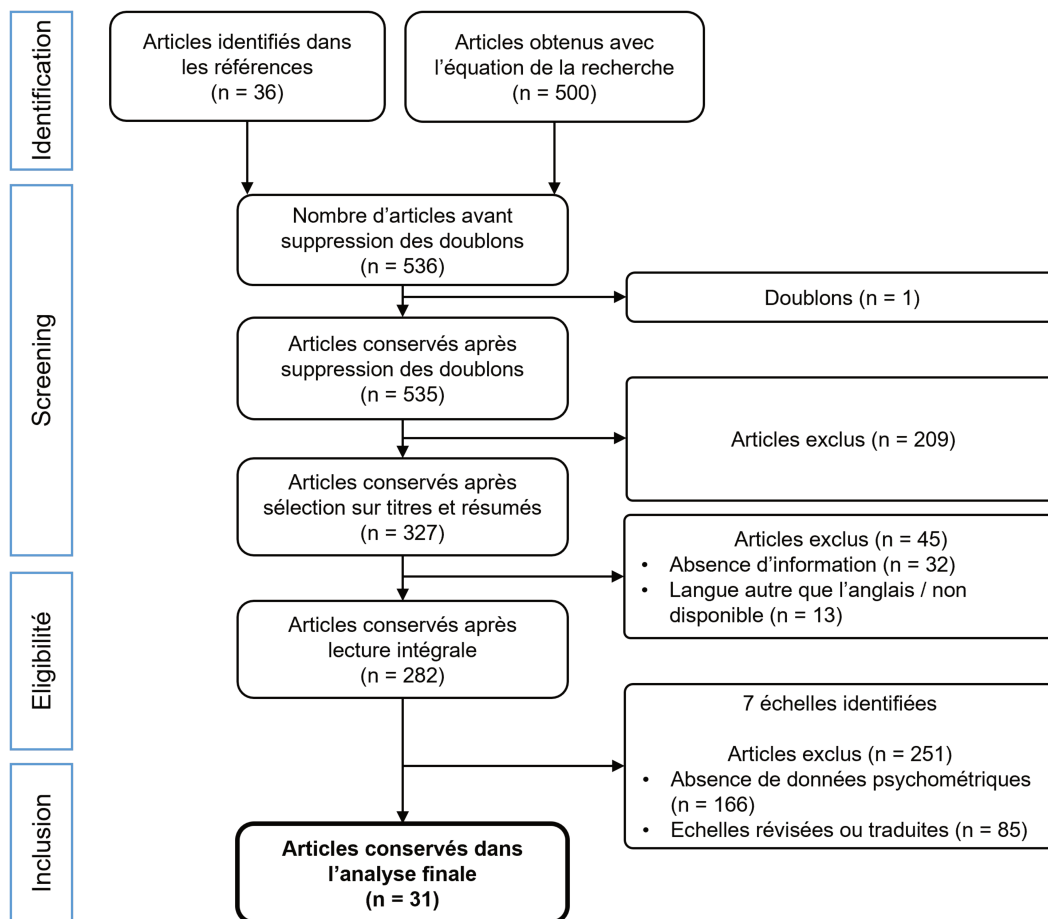 Identification
Articles identifiés dans
les références
(n = 36)
Articles obtenus avec
l’équation de la recherche
(n = 500)
Screening
Nombre d’articles avant
suppression des doublons
(n = 536)
Doublons (n = 1)
Articles conservés après
suppression des doublons
(n = 535)
Articles exclus (n = 209)
Articles conservés après
sélection sur titres et résumés
(n = 327)
Articles exclus (n = 45)
• Absence d’information (n = 32)
• Langue autre que l’anglais / non
disponible (n = 13)
Eligibilité
Articles conservés après
lecture intégrale
(n = 282)
7 échelles identifiées
Articles exclus (n = 251)
• Absence de données psychométriques
(n = 166)
• Echelles révisées ou traduites (n = 85)
Inclusion
Articles conservés dans
l’analyse finale
(n = 31)